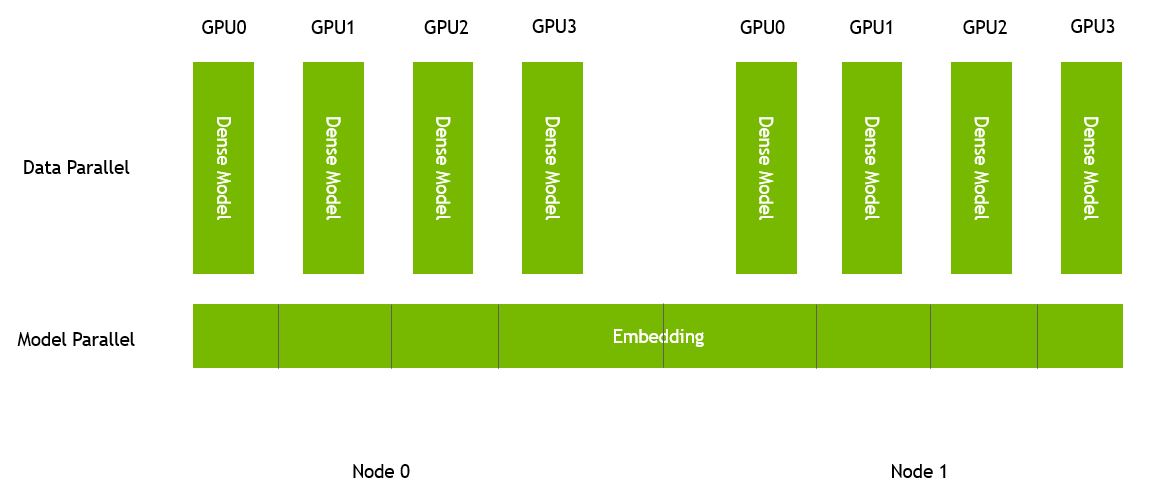 GPU0 GPU1 GPU2 GPU3 GPU0 GPU1 GPU2 GPU3
Data Parallel
Dense Model
Dense Model
Dense Model
Dense Model
Dense Model
Dense Model
Dense Model
Dense Model
Model Parallel
Embedding
Node 0 Node 1